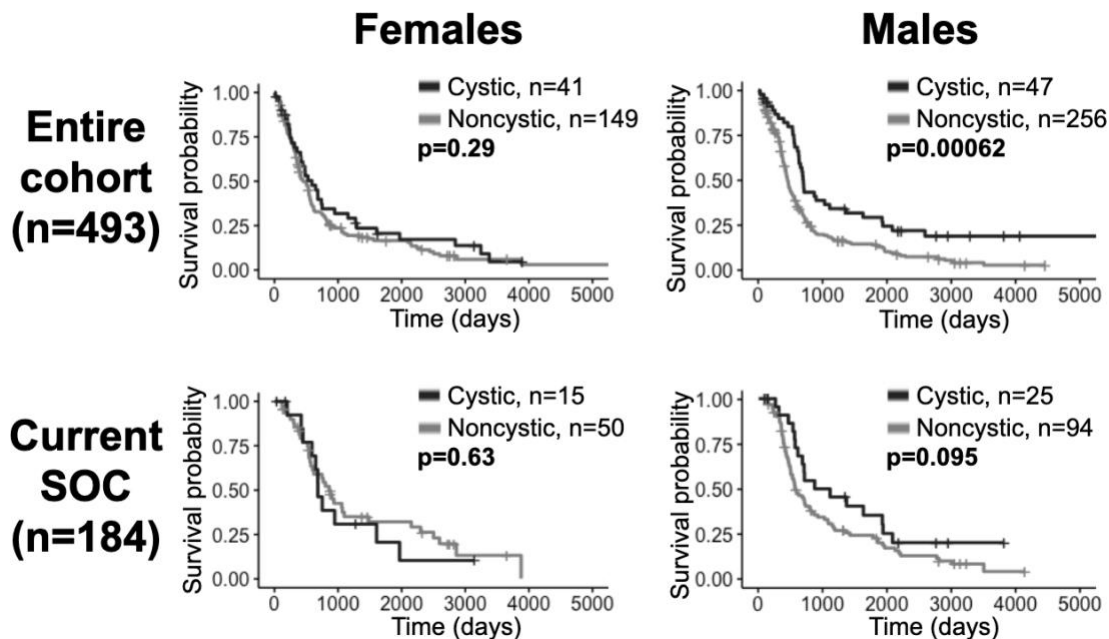 Females
Males
Entire
cohort
(n=493)
Survival probability
1.00
0.75
0.50
0.25
0.00
Cystic, n=41
Noncystic, n=149
p=0.29
0 1000 2000 3000 4000 5000
Time (days)
Survival probability
1.00
0.75
0.50
0.25
0.00
Cystic, n=47
Noncystic, n=256
p=0.00062
0 1000 2000 3000 4000 5000
Time (days)
Current
SOC
(n=184)
Survival probability
1.00
0.75
0.50
0.25
0.00
Cystic, n=15
Noncystic, n=50
p=0.63
0 1000 2000 3000 4000 5000
Time (days)
Survival probability
1.00
0.75
0.50
0.25
0.00
Cystic, n=25
Noncystic, n=94
p=0.095
0 1000 2000 3000 4000 5000
Time (days)